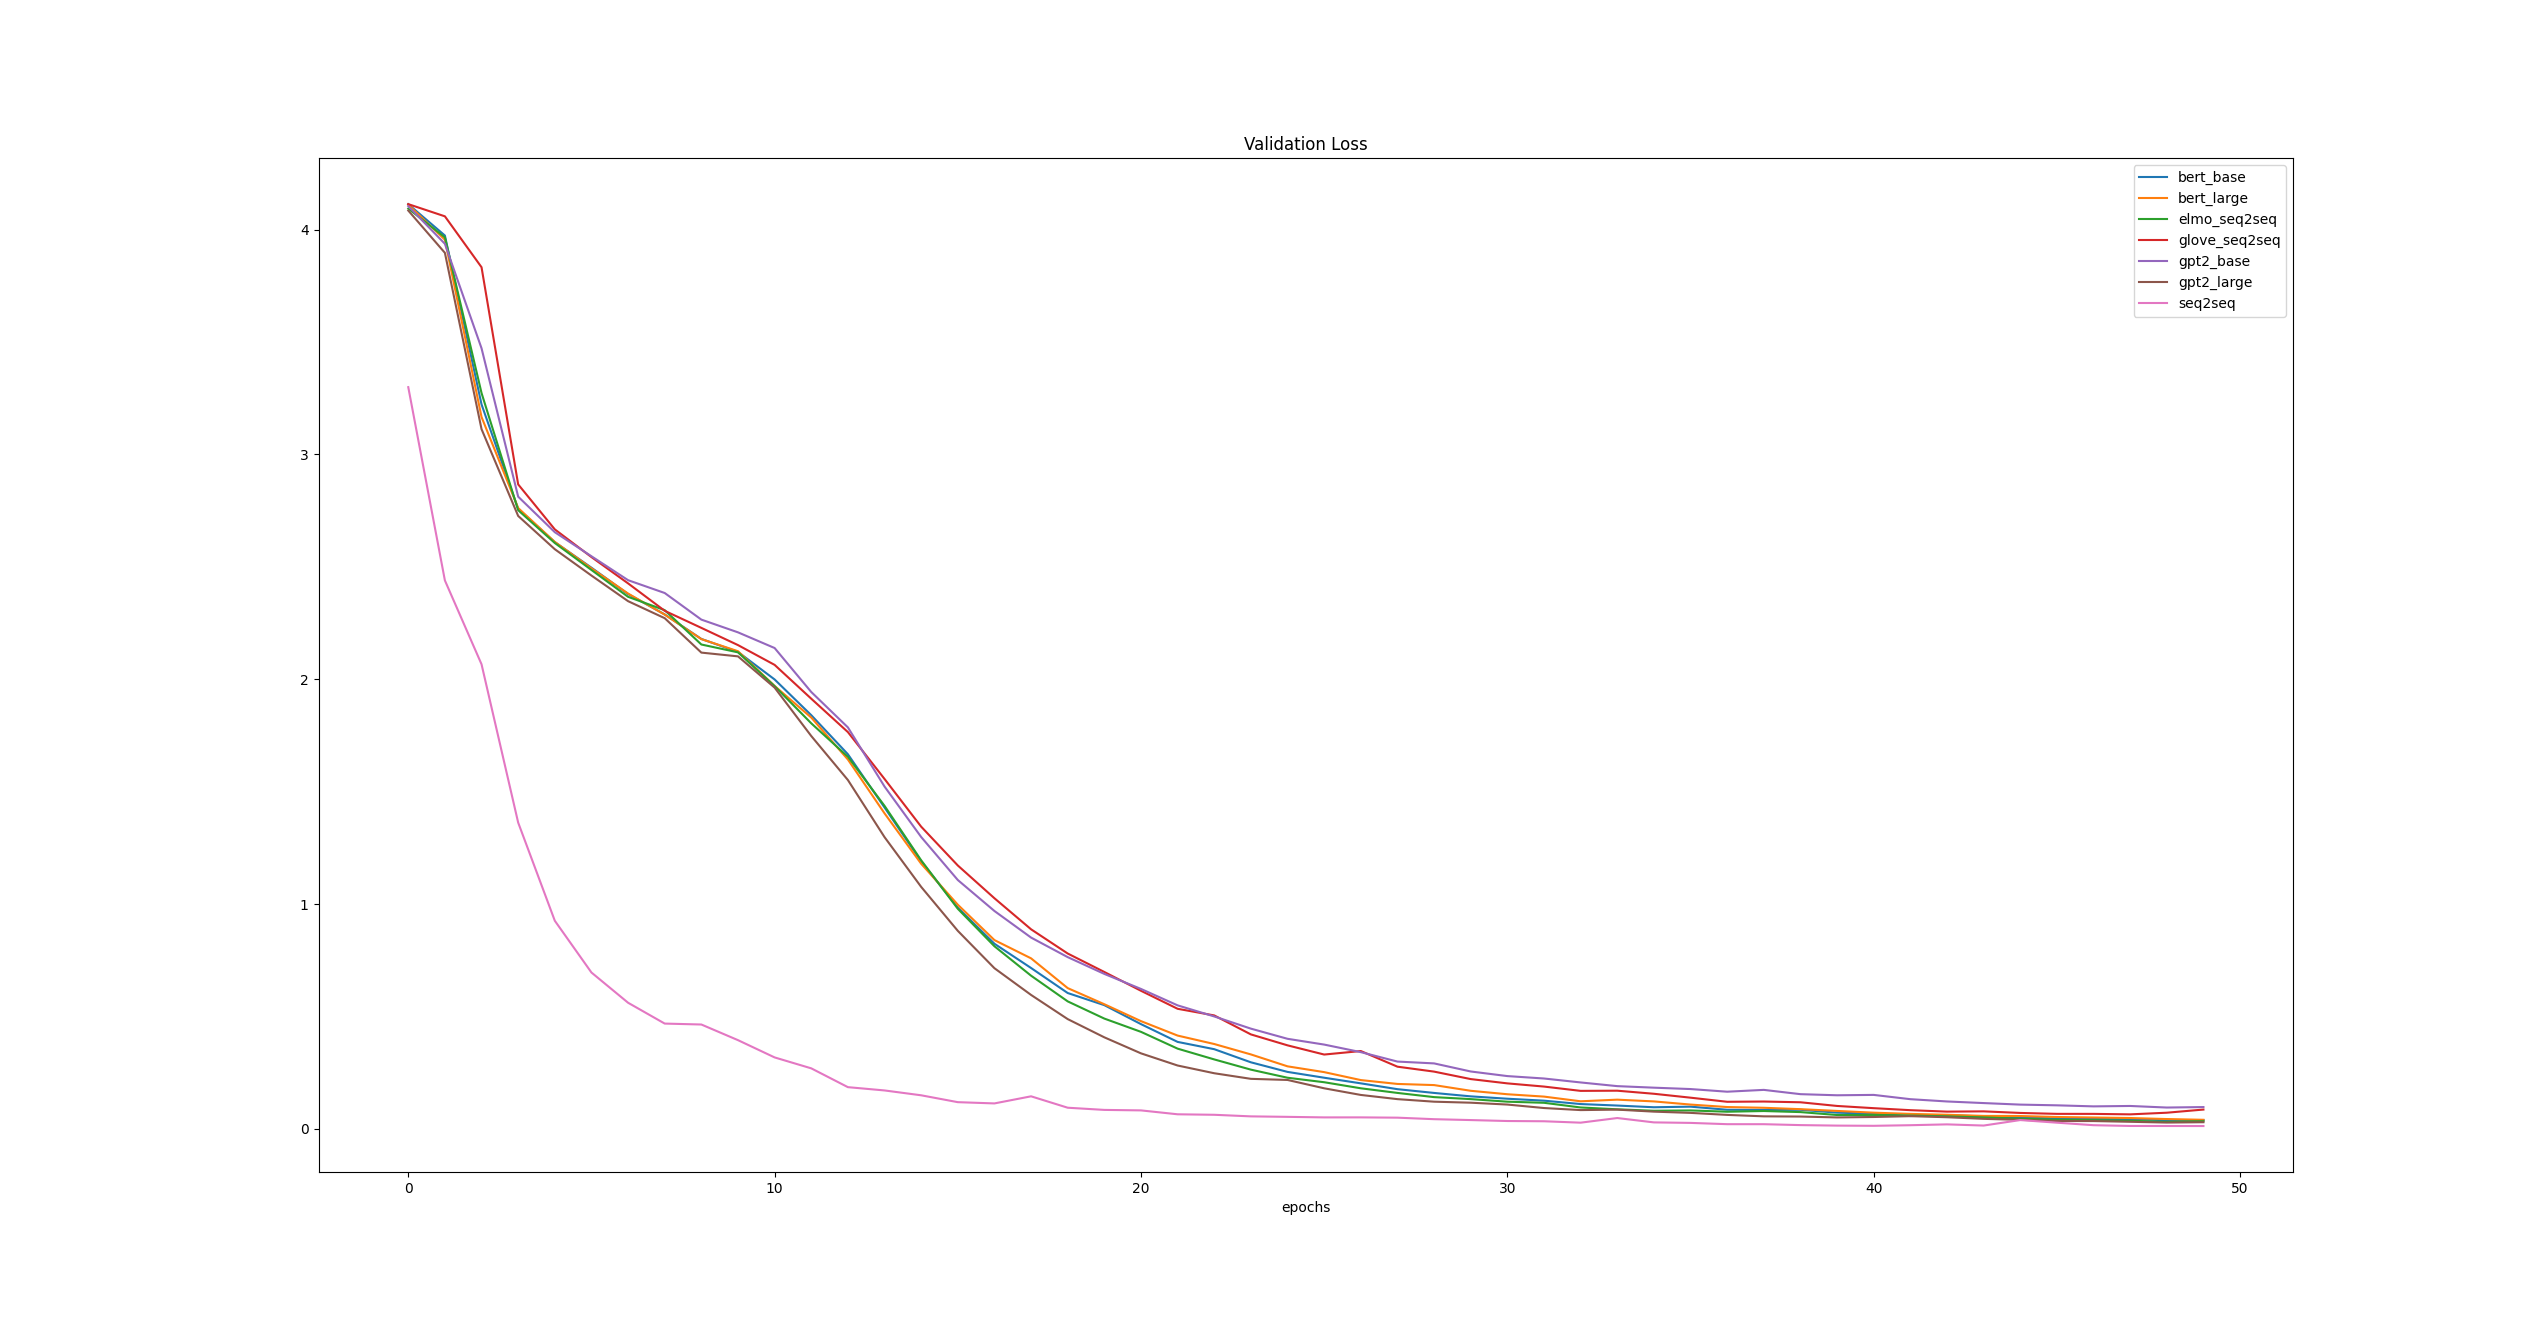 Validation Loss
bert_base
bert_large
elmo_seq2seq
glove_seq2seq
gpt2_base
gpt2_large
seq2seq
4
3
2
1
0
0 10 20 30 40 50
epochs